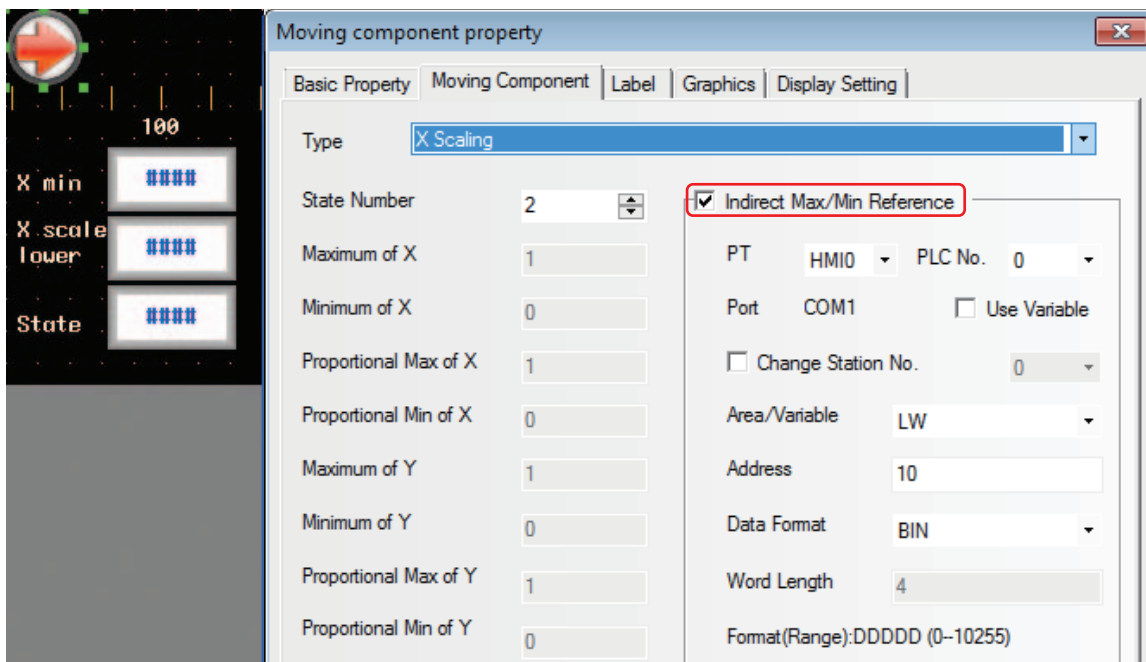 100
X min ####
X scale
lower ####
State ####
Moving component property
Basic Property Moving Component Label Graphics Display Setting
Type X Scaling
State Number 2
Maximum of X 1
Minimum of X 0
Proportional Max of X 1
Proportional Min of X 0
Maximum of Y 1
Minimum of Y 0
Proportional Max of Y 1
Proportional Min of Y 0
Indirect Max/Min Reference
PT HMI0 PLC No. 0
Port COM1 Use Variable
Change Station No. 0
Area/Variable LW
Address 10
Data Format BIN
Word Length 4
Format(Range):DDDDD (0--10255)